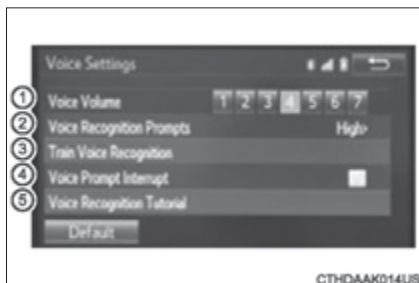 Voice Settings
① Voice Volume 1 2 3 4 5 6 7
② Voice Recognition Prompts High>
③ Train Voice Recognition
④ Voice Prompt Interrupt
⑤ Voice Recognition Tutorial
Default
CTHDAAK014US